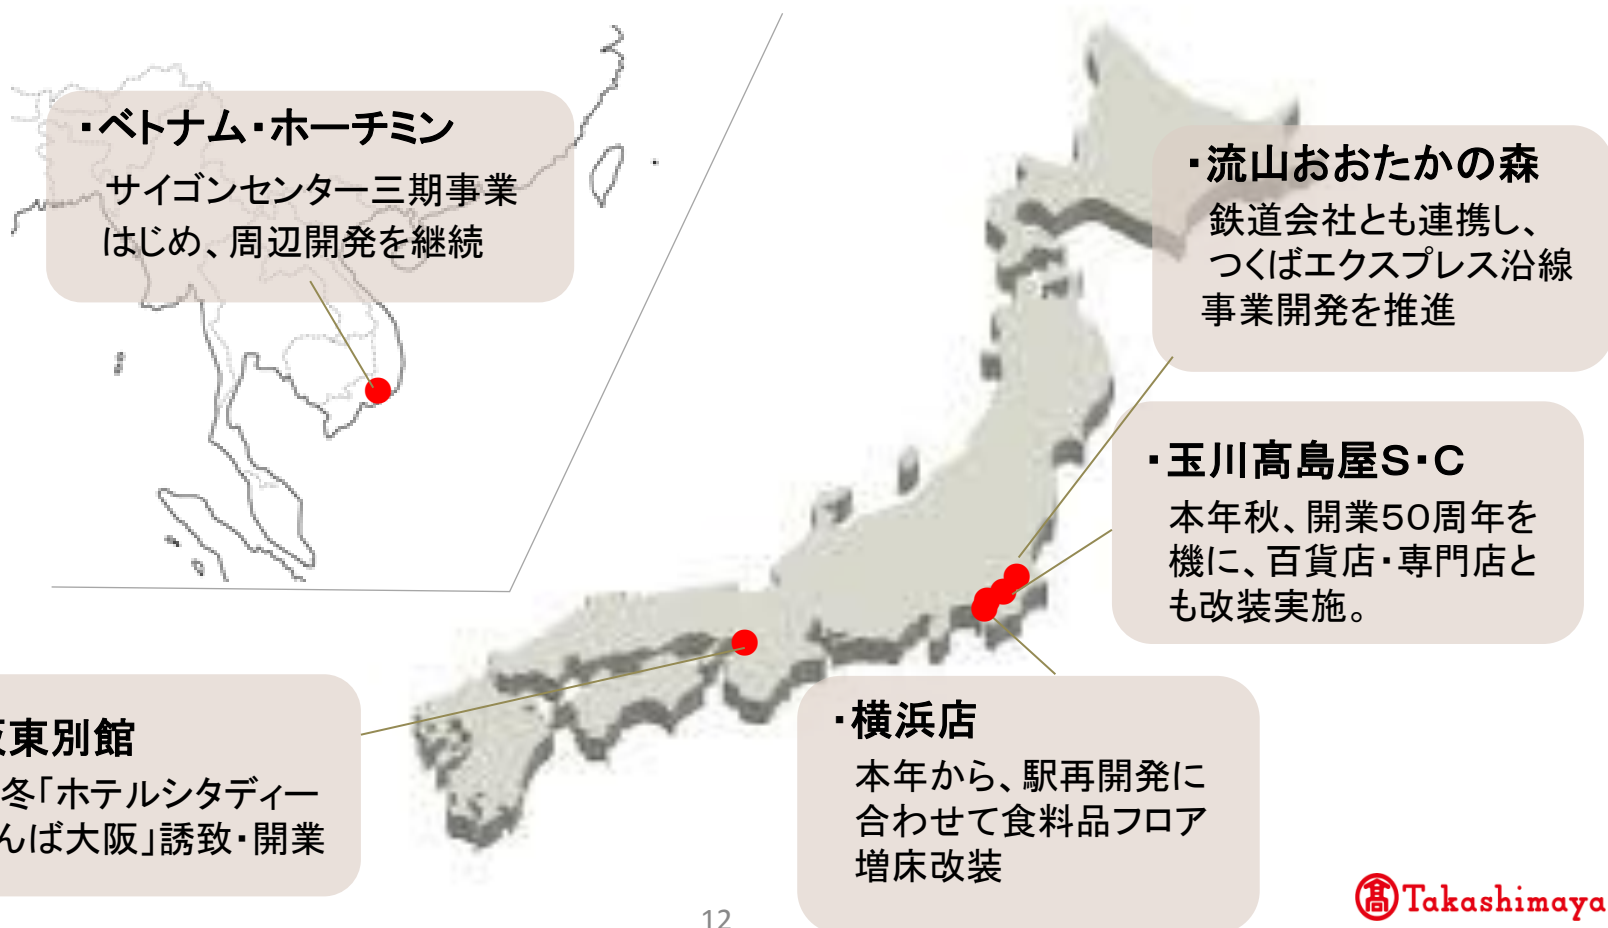 ・ベトナム・ホーチミン
サイゴンセンター三期事業
はじめ、周辺開発を継続
・流山おおたかの森
鉄道会社とも連携し、
つくばエクスプレス沿線
事業開発を推進
・玉川髙島屋S・C
本年秋、開業50周年を
機に、百貨店・専門店と
も改装実施。
・横浜店
本年から、駅再開発に
合わせて食料品フロア
増床改装
東別館
冬「ホテルシタディー
んば大阪」誘致・開業
12
髙 Takashimaya